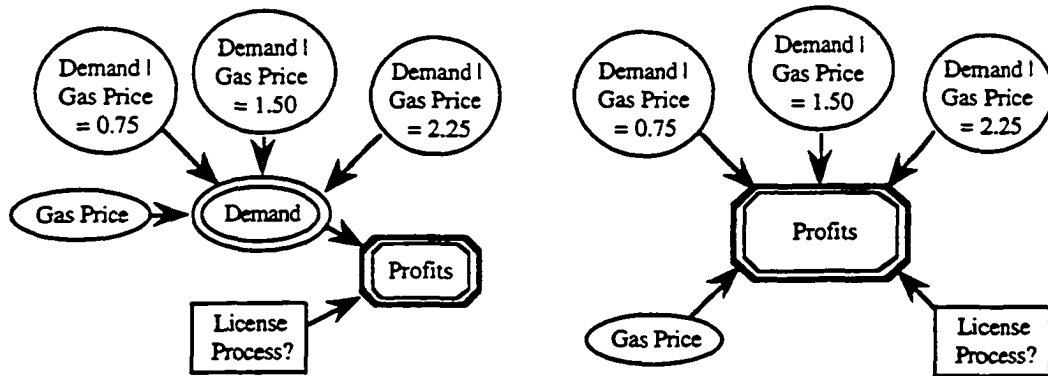 Demand |
Gas Price
= 0.75
Demand |
Gas Price
= 1.50
Demand |
Gas Price
= 2.25
Gas Price
Demand
Profits
License
Process?
Demand |
Gas Price
= 0.75
Demand |
Gas Price
= 1.50
Demand |
Gas Price
= 2.25
Profits
Gas Price
License
Process?